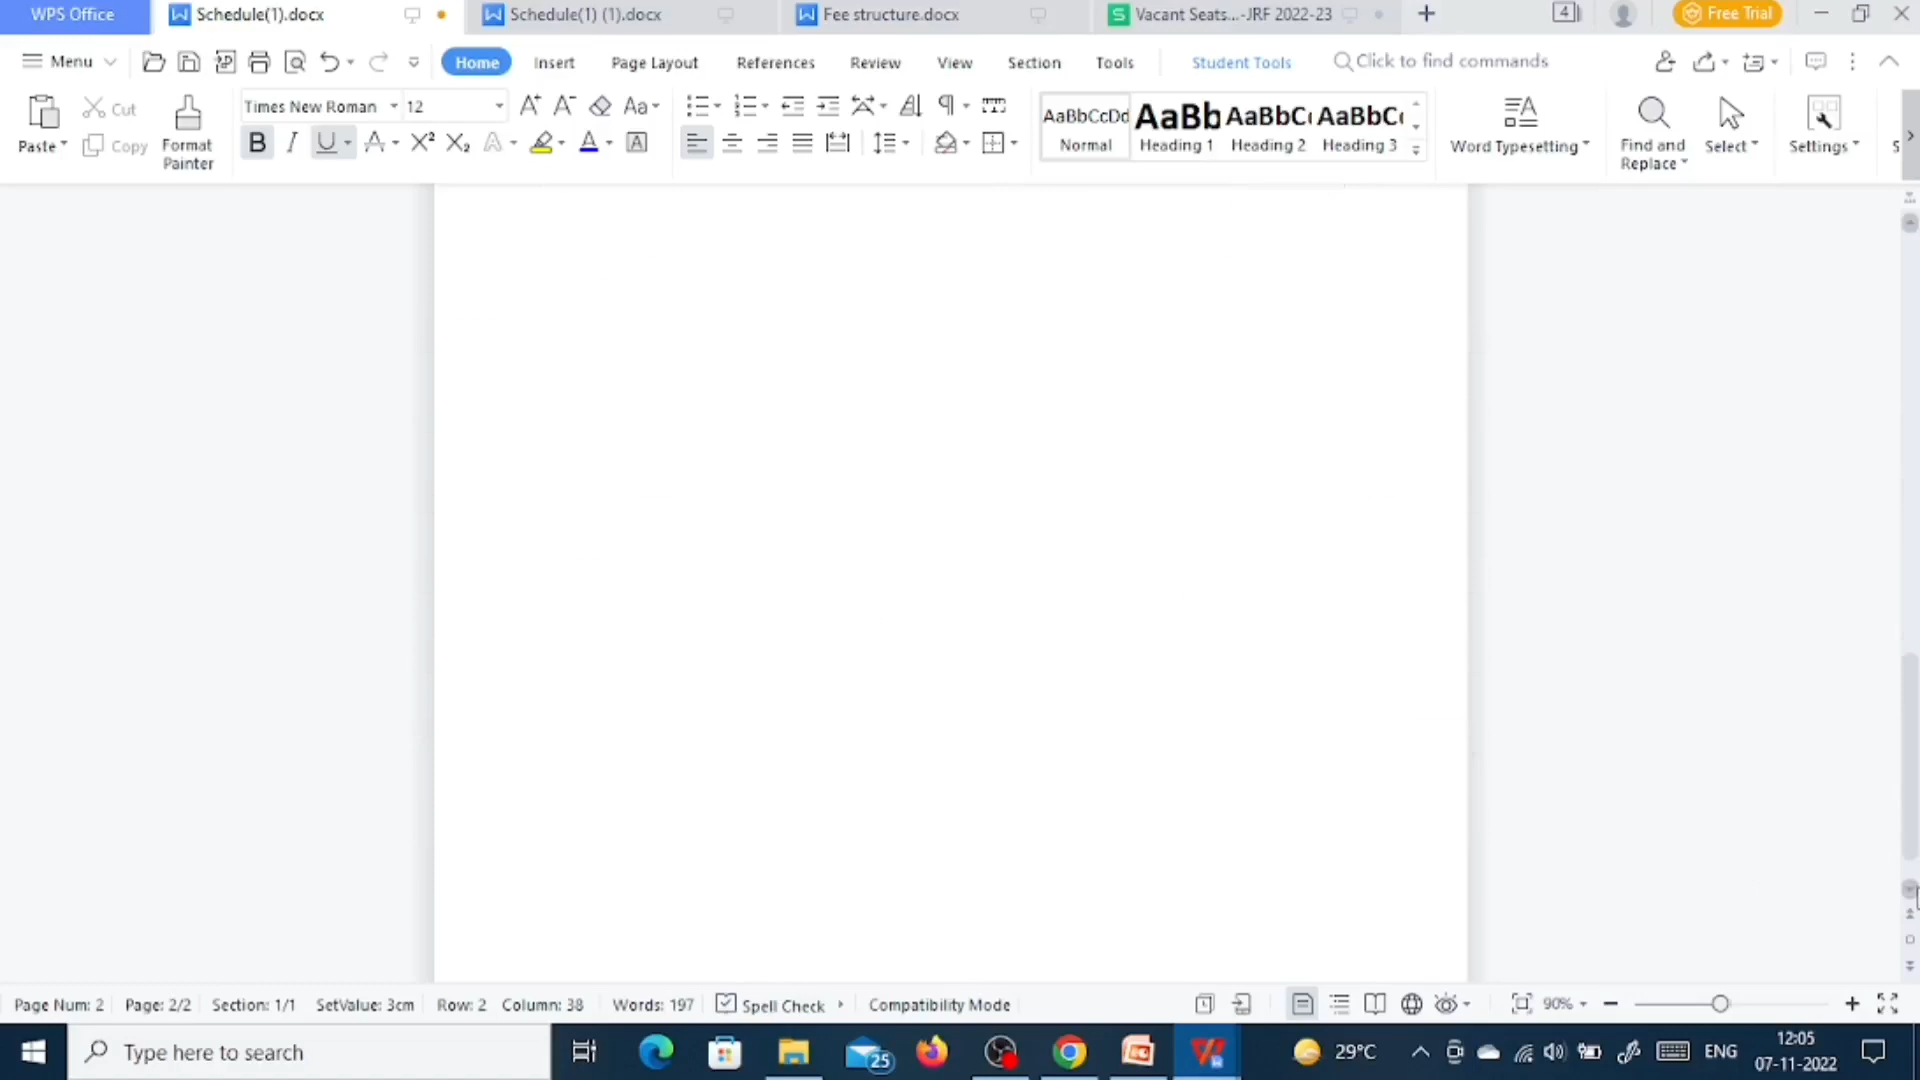 WPS Office Schedule(1).docx Schedule(1) (1).docx Fee structure.docx Vacant Seats...-JRF 2022-23 4 Free Trial
Menu Home Insert Page Layout References Review View Section Tools Student Tools Click to find commands
Paste Cut Copy Format Painter
Times New Roman 12
AaBbCcDd Normal
AaBb Heading 1
AaBbC Heading 2
AaBbC Heading 3
Word Typesetting Find and Replace Select Settings
Page Num: 2 Page: 2/2 Section: 1/1 SetValue: 3cm Row: 2 Column: 38 Words: 197 Spell Check Compatibility Mode 90%
Type here to search 25 29°C ENG 12:05
07-11-2022